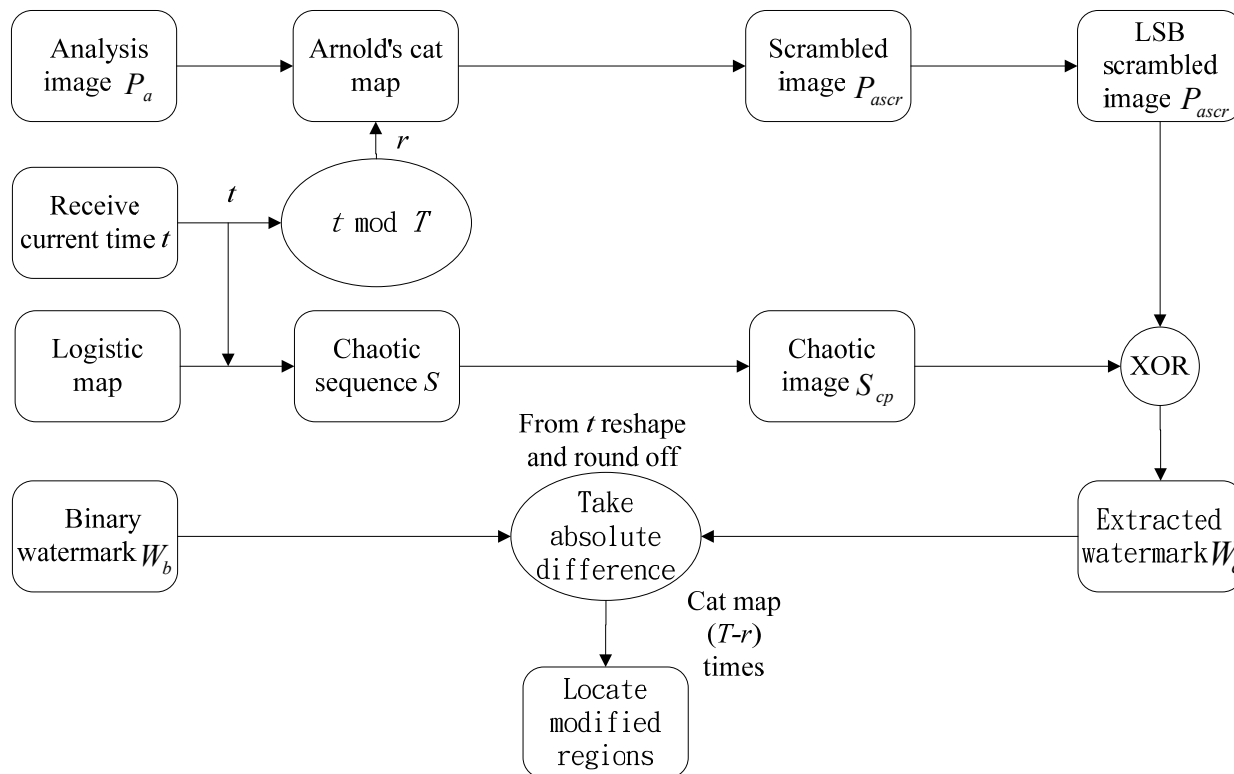 Analysis
image P_a
Arnold's cat
map
Scrambled
image P_ascr
LSB
scrambled
image P_ascr
r
Receive
current time t
t
t mod T
Logistic
map
Chaotic
sequence S
Chaotic
image S_cp
XOR
From t reshape
and round off
Binary
watermark W_b
Take
absolute
difference
Extracted
watermark W
Cat map
(T-r)
times
Locate
modified
regions